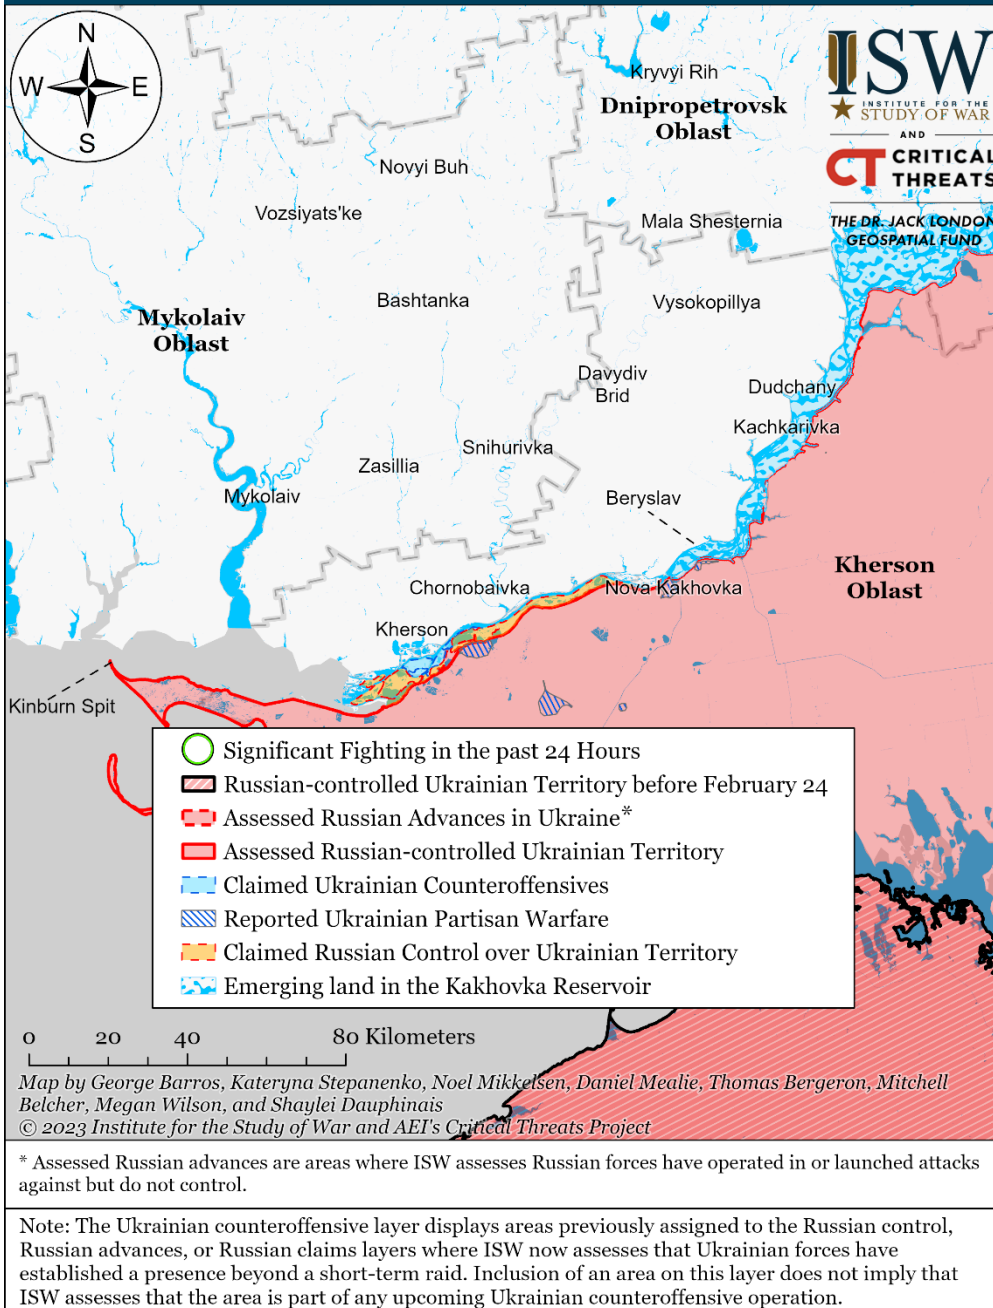 N
W
E
S
ISW
INSTITUTE FOR THE
STUDY OF WAR
AND
CT CRITICAL
THREATS
THE DR. JACK LONDON
GEOSPATIAL FUND
Kryvyi Rih
Dnipropetrovsk
Oblast
Novyi Buh
Vozsiyats'ke
Mala Shesternia
Bashtanka
Vysokopillya
Mykolaiv
Oblast
Davydiv
Brid
Dudchany
Kachkarivka
Snihurivka
Zasillia
Mykolaiv
Beryslav
Kherson
Oblast
Chornobaivka
Nova Kakhovka
Kherson
Kinburn Spit
Significant Fighting in the past 24 Hours
Russian-controlled Ukrainian Territory before February 24
Assessed Russian Advances in Ukraine*
Assessed Russian-controlled Ukrainian Territory
Claimed Ukrainian Counteroffensives
Reported Ukrainian Partisan Warfare
Claimed Russian Control over Ukrainian Territory
Emerging land in the Kakhovka Reservoir
0 20 40 80 Kilometers
Map by George Barros, Kateryna Stepanenko, Noel Mikkelsen, Daniel Mealie, Thomas Bergeron, Mitchell
Belcher, Megan Wilson, and Shaylei Dauphinais
© 2023 Institute for the Study of War and AEI's Critical Threats Project
* Assessed Russian advances are areas where ISW assesses Russian forces have operated in or launched attacks
against but do not control.
Note: The Ukrainian counteroffensive layer displays areas previously assigned to the Russian control,
Russian advances, or Russian claims layers where ISW now assesses that Ukrainian forces have
established a presence beyond a short-term raid. Inclusion of an area on this layer does not imply that
ISW assesses that the area is part of any upcoming Ukrainian counteroffensive operation.